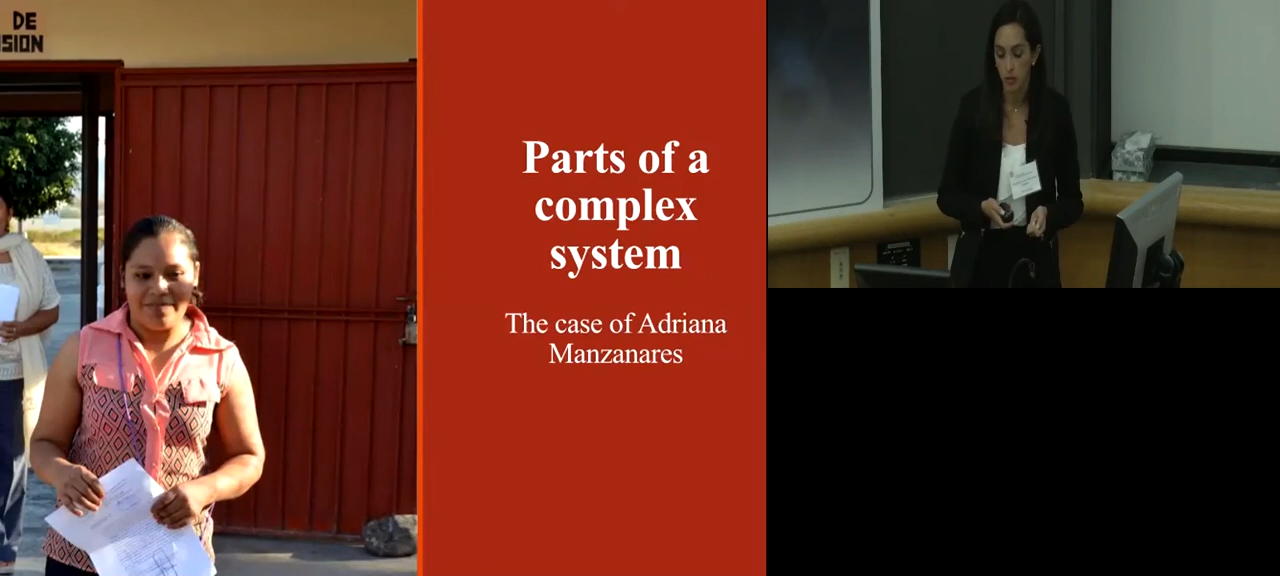 DE
SION
Parts of a
complex
system
The case of Adriana
Manzanares